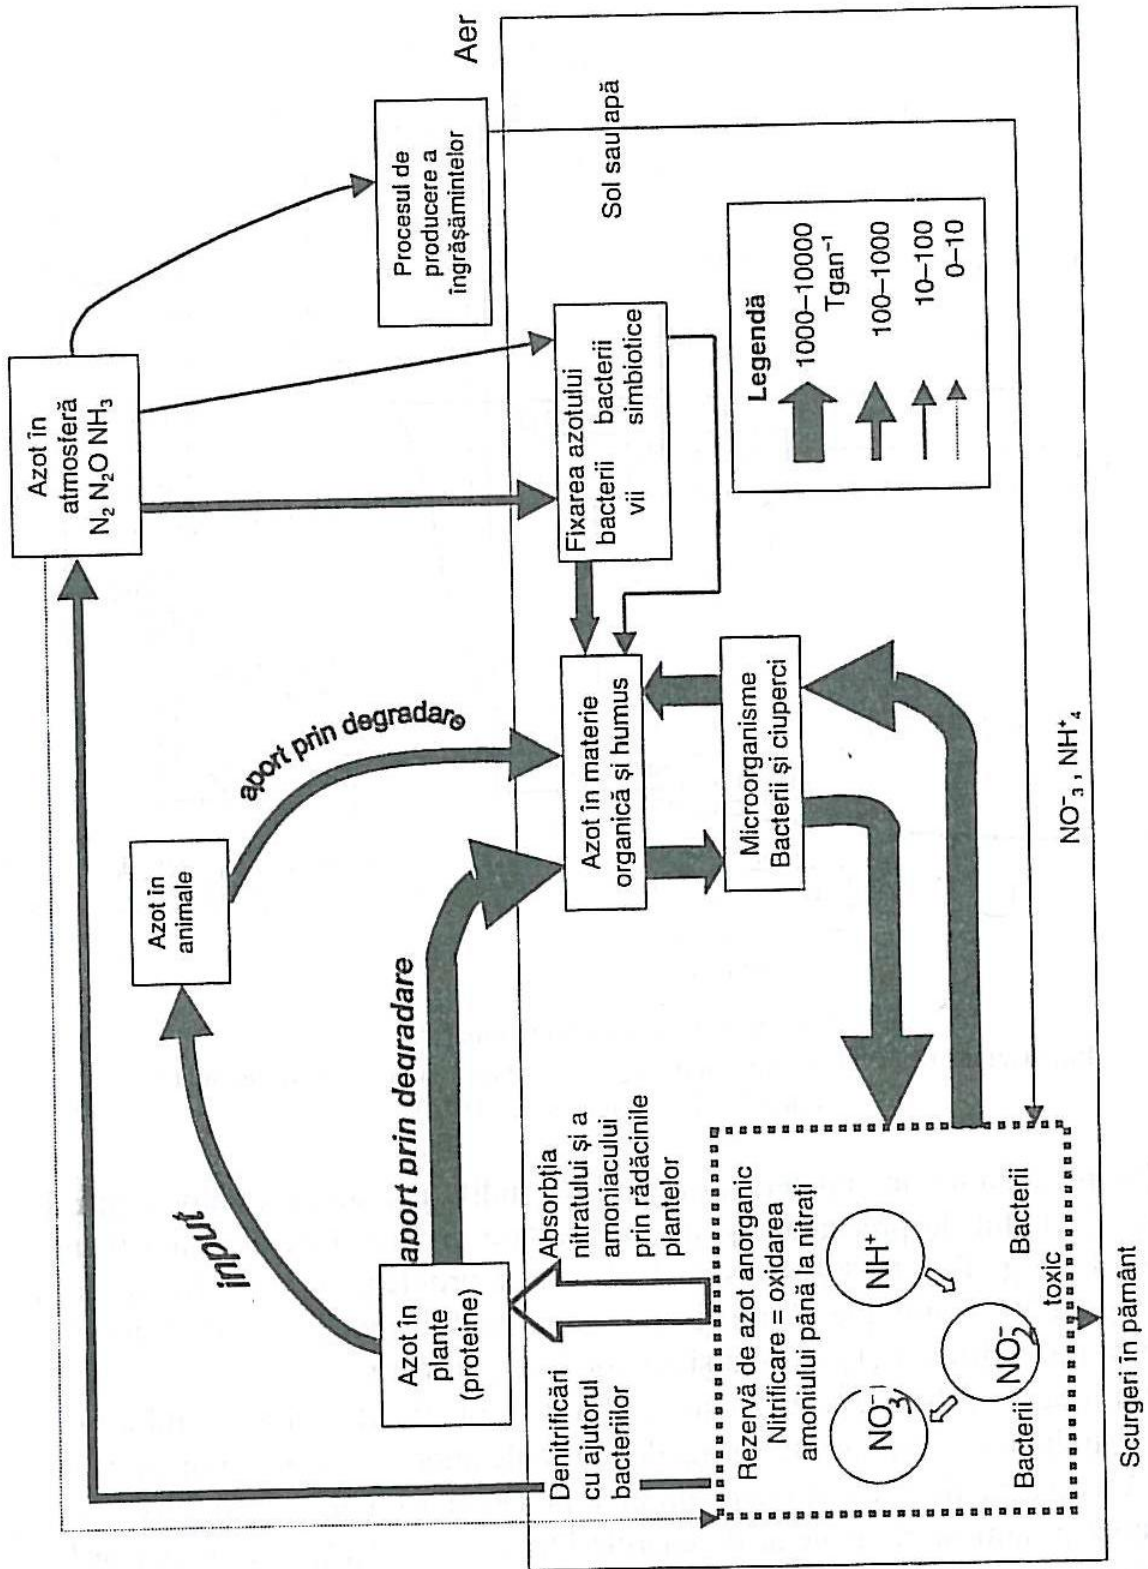 Azot în
atmosferă
N₂ N₂O NH₃
Procesul de
producere a
îngrășămintelor
Aer
Azot în
animale
aport prin degradare
input
Azot în
plante
(proteine)
aport prin degradare
Sol sau apă
Fixarea azotului
bacterii bacterii
vii simbiotice
Azot în materie
organică și humus
Microorganisme
Bacterii și ciuperci
Legendă
1000–10000
Tgan⁻¹
100–1000
10–100
0–10
Denitrificări
cu ajutorul
bacteriilor
Absorbția
nitratului și a
amoniacului
prin rădăcinile
plantelor
Rezervă de azot anorganic
Nitrificare = oxidarea
amoniului până la nitrați
NH⁺
NO₃⁻
NO₂⁻
Bacterii
Bacterii
toxic
NO⁻₃, NH⁺₄
Scurgeri în pământ